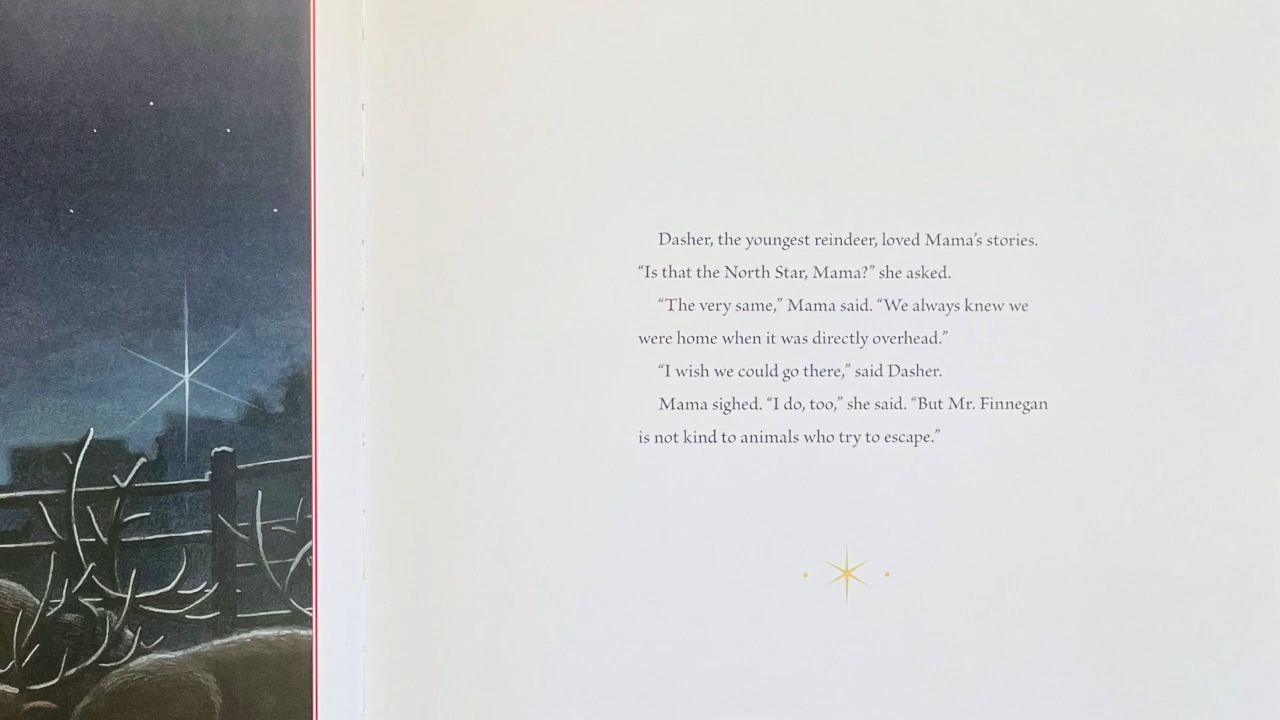 Dasher, the youngest reindeer, loved Mama’s stories.
“Is that the North Star, Mama?” she asked.
“The very same,” Mama said. “We always knew we
were home when it was directly overhead.”
“I wish we could go there,” said Dasher.
Mama sighed. “I do, too,” she said. “But Mr. Finnegan
is not kind to animals who try to escape.”